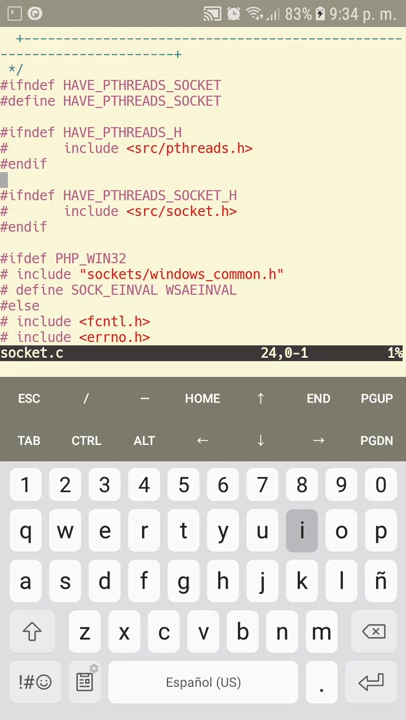 83% 9:34 p. m.
+-----------------------------------------------
----------------------+
*/
#ifndef HAVE_PTHREADS_SOCKET
#define HAVE_PTHREADS_SOCKET
#ifndef HAVE_PTHREADS_H
#       include <src/pthreads.h>
#endif
#ifndef HAVE_PTHREADS_SOCKET_H
#       include <src/socket.h>
#endif
#ifdef PHP_WIN32
# include "sockets/windows_common.h"
# define SOCK_EINVAL WSAEINVAL
#else
# include <fcntl.h>
# include <errno.h>
socket.c 24,0-1 1%
ESC / — HOME ↑ END PGUP
TAB CTRL ALT ← ↓ → PGDN
1 2 3 4 5 6 7 8 9 0
q w e r t y u i o p
a s d f g h j k l ñ
z x c v b n m
!#☺ Español (US) .